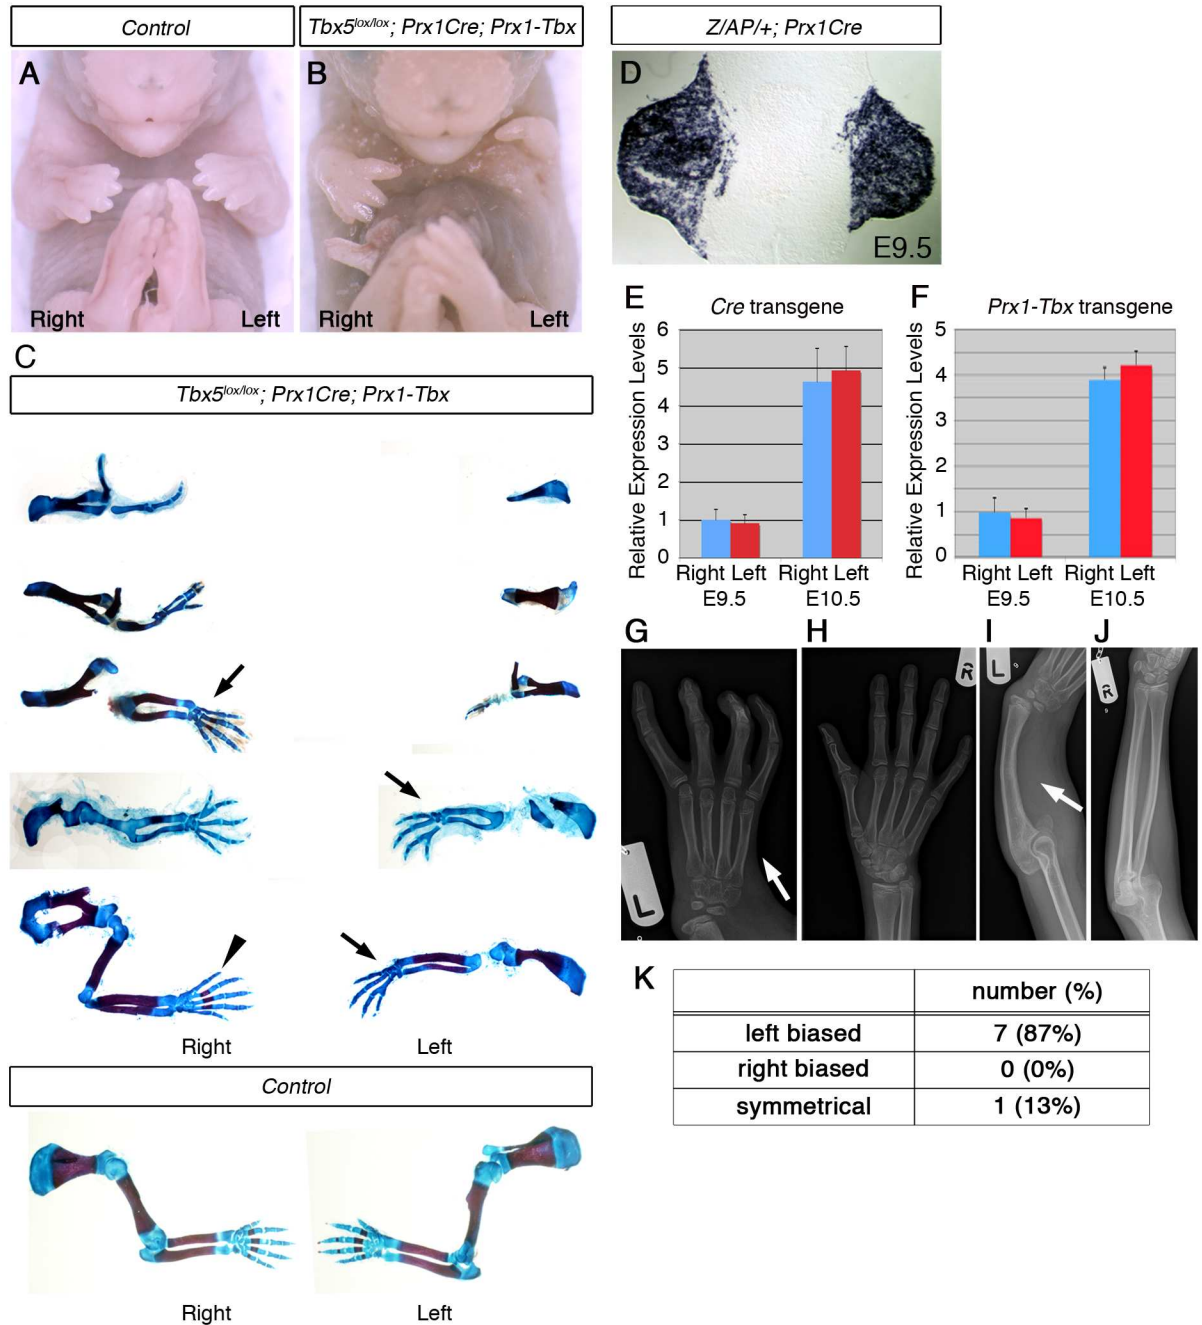 Control
Tbx5lox/lox; Prx1Cre; Prx1-Tbx
Z/AP/+; Prx1Cre
A
B
D
Right
Left
Right
Left
E9.5
C
Tbx5lox/lox; Prx1Cre; Prx1-Tbx
Right
Left
Control
Right
Left
E
Cre transgene
Relative Expression Levels
6
5
4
3
2
1
0
Right Left Right Left
E9.5 E10.5
F
Prx1-Tbx transgene
Relative Expression Levels
5
4
3
2
1
0
Right Left Right Left
E9.5 E10.5
G
H
I
J
L
R
L
R
K
number (%)
left biased 7 (87%)
right biased 0 (0%)
symmetrical 1 (13%)